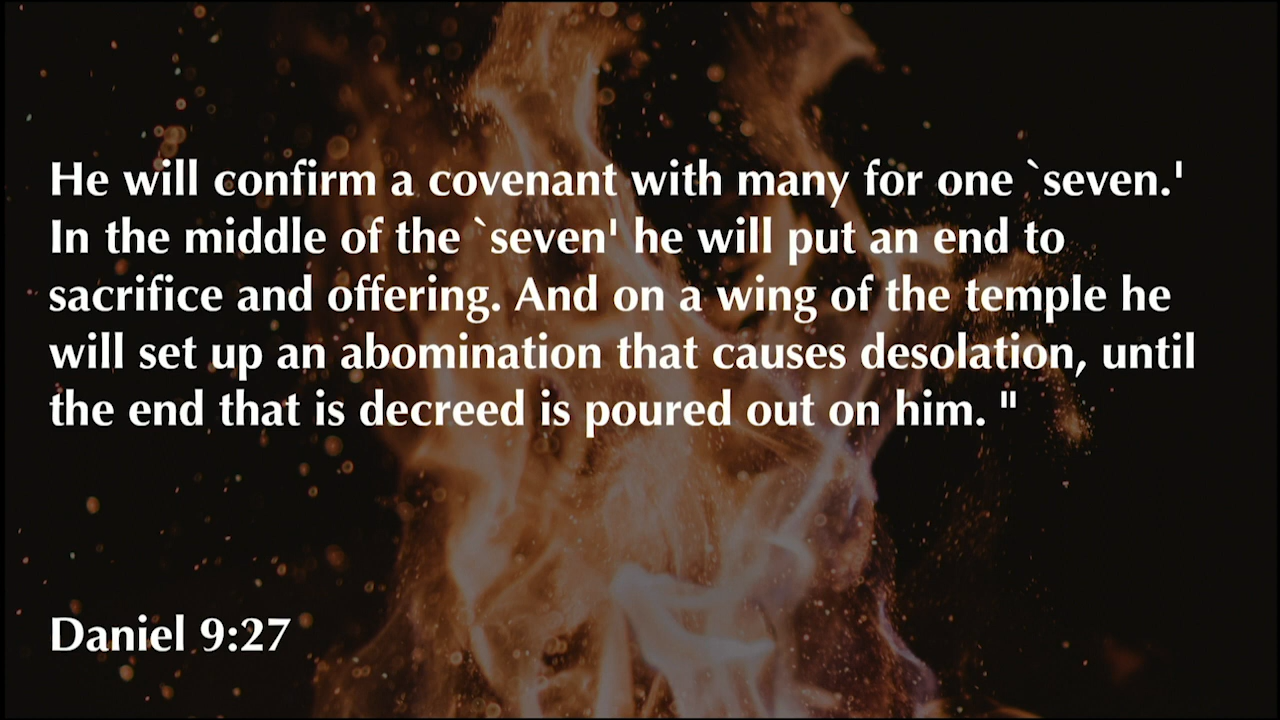 He will confirm a covenant with many for one `seven.'
In the middle of the `seven' he will put an end to
sacrifice and offering. And on a wing of the temple he
will set up an abomination that causes desolation, until
the end that is decreed is poured out on him. "
Daniel 9:27